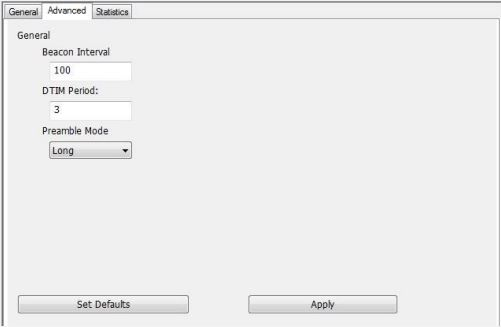 General Advanced Statistics
General
Beacon Interval
100
DTIM Period:
3
Preamble Mode
Long
Set Defaults Apply